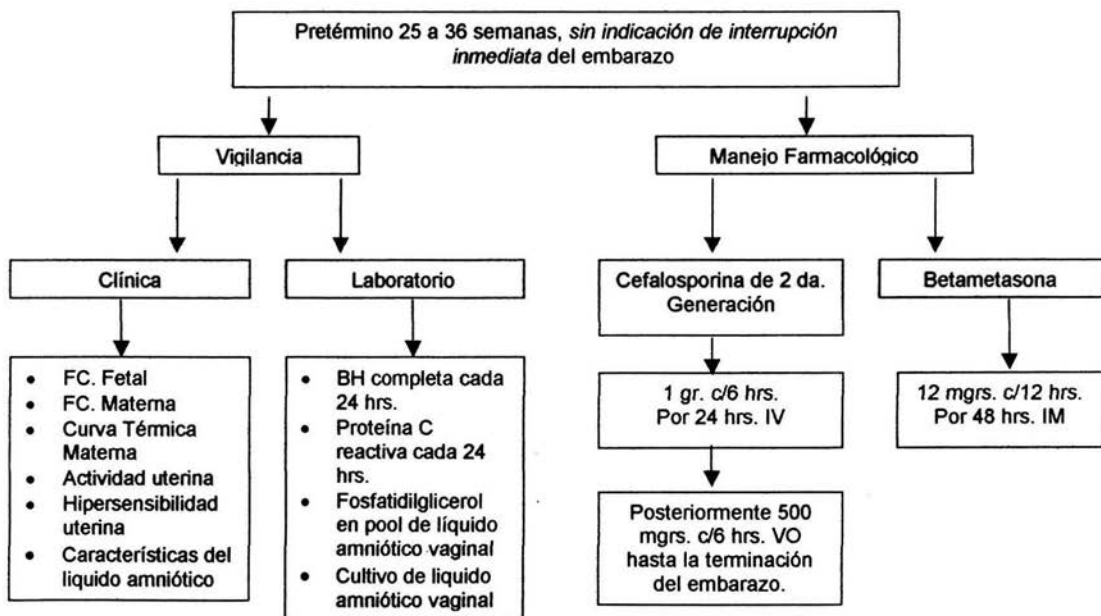 Pretérmino 25 a 36 semanas, sin indicación de interrupción
inmediata del embarazo
Vigilancia
Manejo Farmacológico
Clínica
Laboratorio
Cefalosporina de 2 da.
Generación
Betametasona
• FC. Fetal
• FC. Materna
• Curva Térmica
Materna
• Actividad uterina
• Hipersensibilidad
uterina
• Características del
liquido amniótico
• BH completa cada
24 hrs.
• Proteína C
reactiva cada 24
hrs.
• Fosfatidilglicerol
en pool de líquido
amniótico vaginal
• Cultivo de liquido
amniótico vaginal
1 gr. c/6 hrs.
Por 24 hrs. IV
12 mgrs. c/12 hrs.
Por 48 hrs. IM
Posteriormente 500
mgrs. c/6 hrs. VO
hasta la terminación
del embarazo.